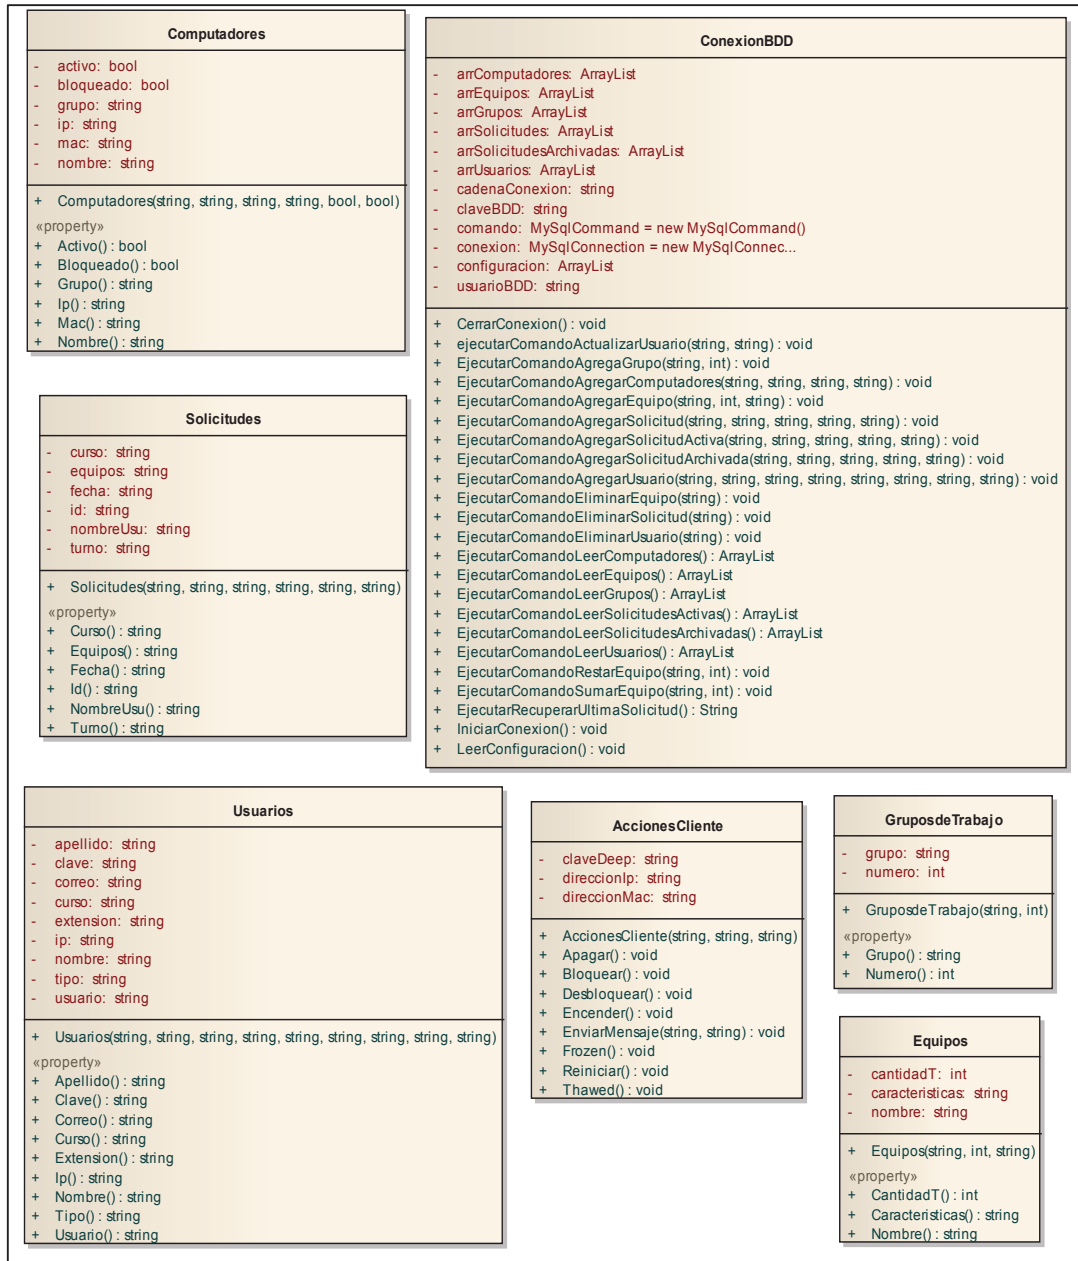 Computadores
- activo: bool
- bloqueado: bool
- grupo: string
- ip: string
- mac: string
- nombre: string
+ Computadores(string, string, string, string, bool, bool)
«property»
+ Activo() : bool
+ Bloqueado() : bool
+ Grupo() : string
+ Ip() : string
+ Mac() : string
+ Nombre() : string
ConexionBDD
- arrComputadores: ArrayList
- arrEquipos: ArrayList
- arrGrupos: ArrayList
- arrSolicitudes: ArrayList
- arrSolicitudesArchivadas: ArrayList
- arrUsuarios: ArrayList
- cadenaConexion: string
- claveBDD: string
- comando: MySqlCommand = new MySqlCommand()
- conexion: MySqlConnection = new MySqlConnec...
- configuracion: ArrayList
- usuarioBDD: string
+ CerrarConexion() : void
+ ejecutarComandoActualizarUsuario(string, string) : void
+ EjecutarComandoAgregaGrupo(string, int) : void
+ EjecutarComandoAgregarComputadores(string, string, string, string) : void
+ EjecutarComandoAgregarEquipo(string, int, string) : void
+ EjecutarComandoAgregarSolicitud(string, string, string, string, string) : void
+ EjecutarComandoAgregarSolicitudActiva(string, string, string, string, string) : void
+ EjecutarComandoAgregarSolicitudArchivada(string, string, string, string, string) : void
+ EjecutarComandoAgregarUsuario(string, string, string, string, string, string, string, string) : void
+ EjecutarComandoEliminarEquipo(string) : void
+ EjecutarComandoEliminarSolicitud(string) : void
+ EjecutarComandoEliminarUsuario(string) : void
+ EjecutarComandoLeerComputadores() : ArrayList
+ EjecutarComandoLeerEquipos() : ArrayList
+ EjecutarComandoLeerGrupos() : ArrayList
+ EjecutarComandoLeerSolicitudesActivas() : ArrayList
+ EjecutarComandoLeerSolicitudesArchivadas() : ArrayList
+ EjecutarComandoLeerUsuarios() : ArrayList
+ EjecutarComandoRestarEquipo(string, int) : void
+ EjecutarComandoSumarEquipo(string, int) : void
+ EjecutarRecuperarUltimaSolicitud() : String
+ IniciarConexion() : void
+ LeerConfiguracion() : void
Solicitudes
- curso: string
- equipos: string
- fecha: string
- id: string
- nombreUsu: string
- turno: string
+ Solicitudes(string, string, string, string, string, string)
«property»
+ Curso() : string
+ Equipos() : string
+ Fecha() : string
+ Id() : string
+ NombreUsu() : string
+ Turno() : string
Usuarios
- apellido: string
- clave: string
- correo: string
- curso: string
- extension: string
- ip: string
- nombre: string
- tipo: string
- usuario: string
+ Usuarios(string, string, string, string, string, string, string, string, string)
«property»
+ Apellido() : string
+ Clave() : string
+ Correo() : string
+ Curso() : string
+ Extension() : string
+ Ip() : string
+ Nombre() : string
+ Tipo() : string
+ Usuario() : string
AccionesCliente
- claveDeep: string
- direccionIp: string
- direccionMac: string
+ AccionesCliente(string, string, string)
+ Apagar() : void
+ Bloquear() : void
+ Desbloquear() : void
+ Encender() : void
+ EnviarMensaje(string, string) : void
+ Frozen() : void
+ Reiniciar() : void
+ Thawed() : void
GruposdeTrabajo
- grupo: string
- numero: int
+ GruposdeTrabajo(string, int)
«property»
+ Grupo() : string
+ Numero() : int
Equipos
- cantidadT: int
- caracteristicas: string
- nombre: string
+ Equipos(string, int, string)
«property»
+ CantidadT() : int
+ Caracteristicas() : string
+ Nombre() : string